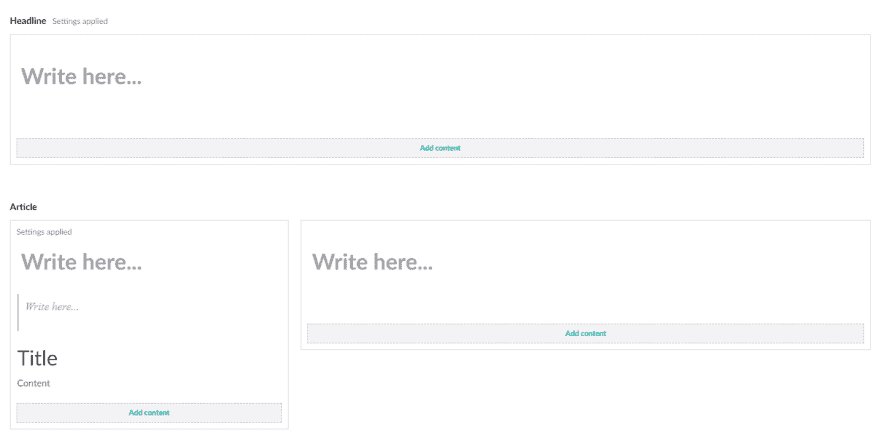 Headline Settings applied
Write here...
Add content
Article
Settings applied
Write here...
Write here...
Title
Content
Add content
Write here...
Add content